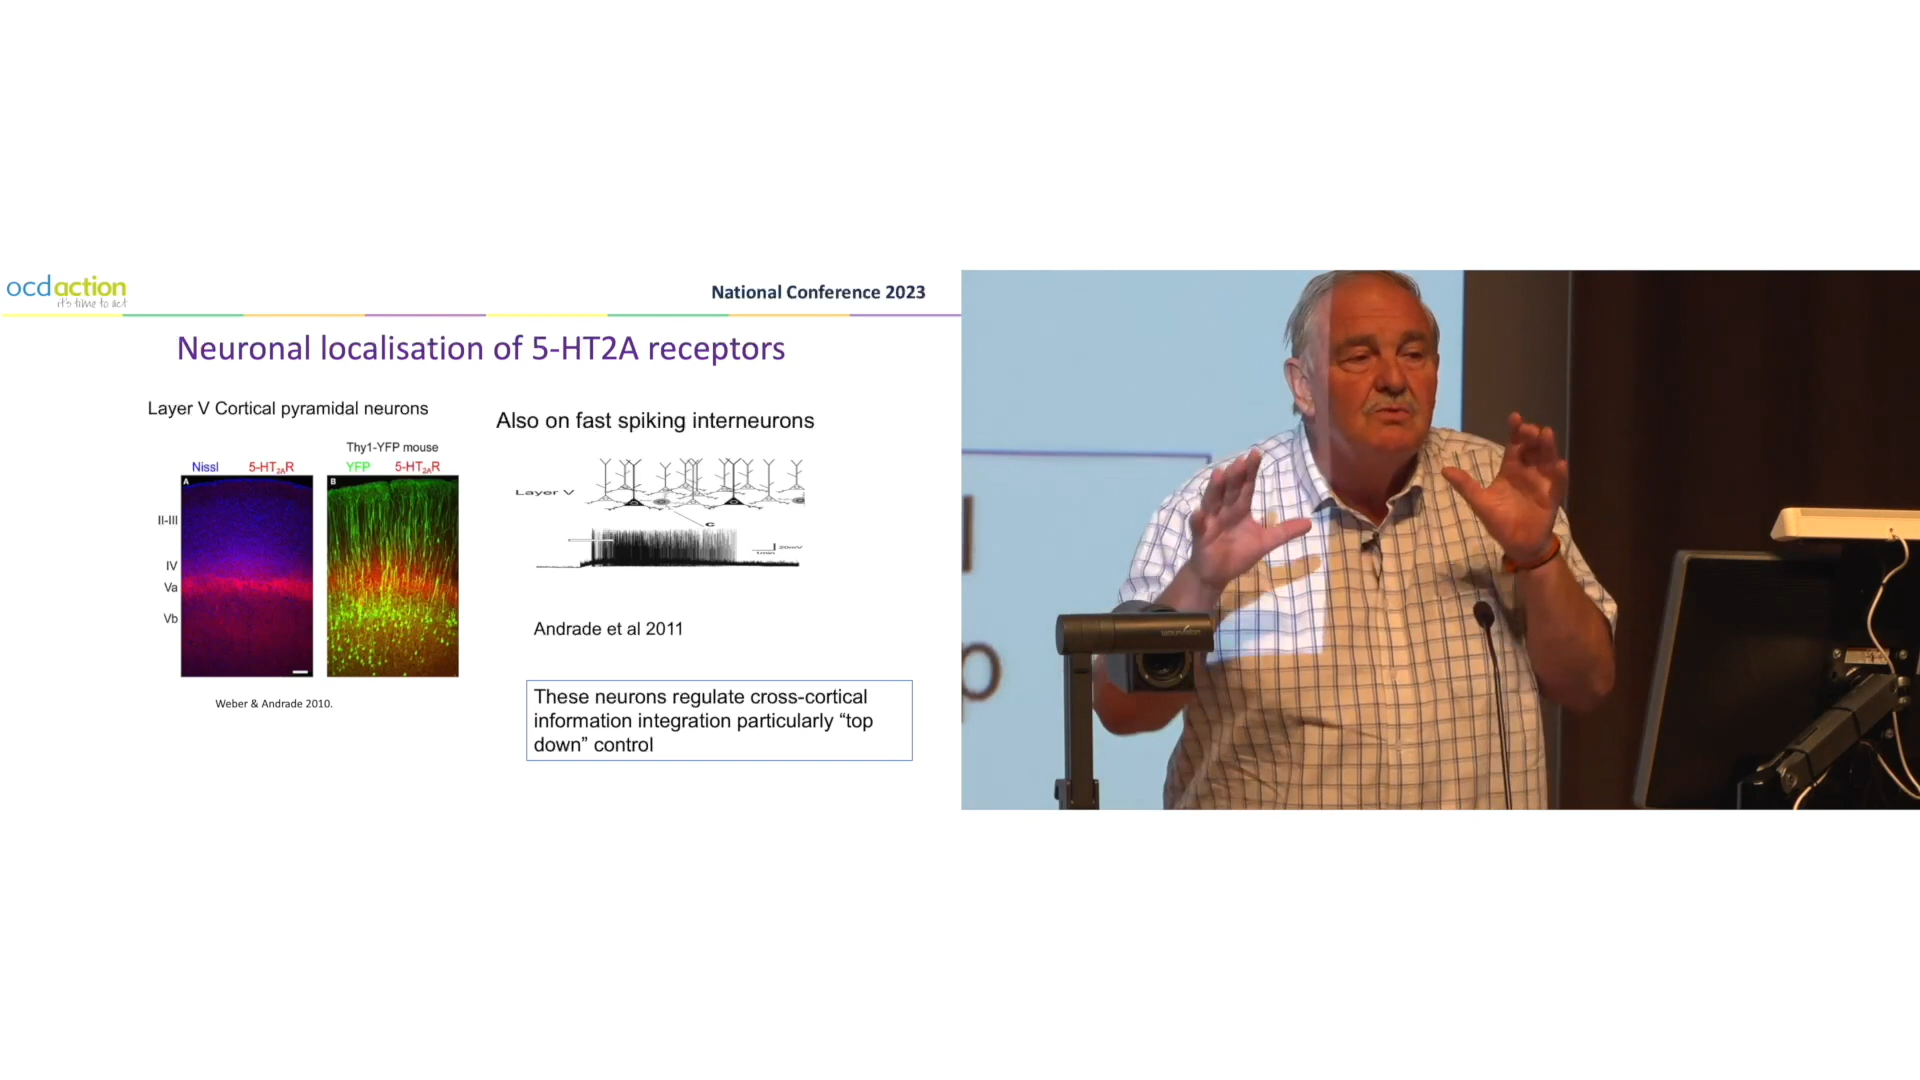 ocdaction
it's time to act
National Conference 2023
Neuronal localisation of 5-HT2A receptors
Layer V Cortical pyramidal neurons
Also on fast spiking interneurons
Thy1-YFP mouse
Nissl 5-HT2AR YFP 5-HT2AR
A B
II-III
IV
Va
Vb
Layer V
C
20mV
1min
Andrade et al 2011
Weber & Andrade 2010.
These neurons regulate cross-cortical
information integration particularly “top
down” control